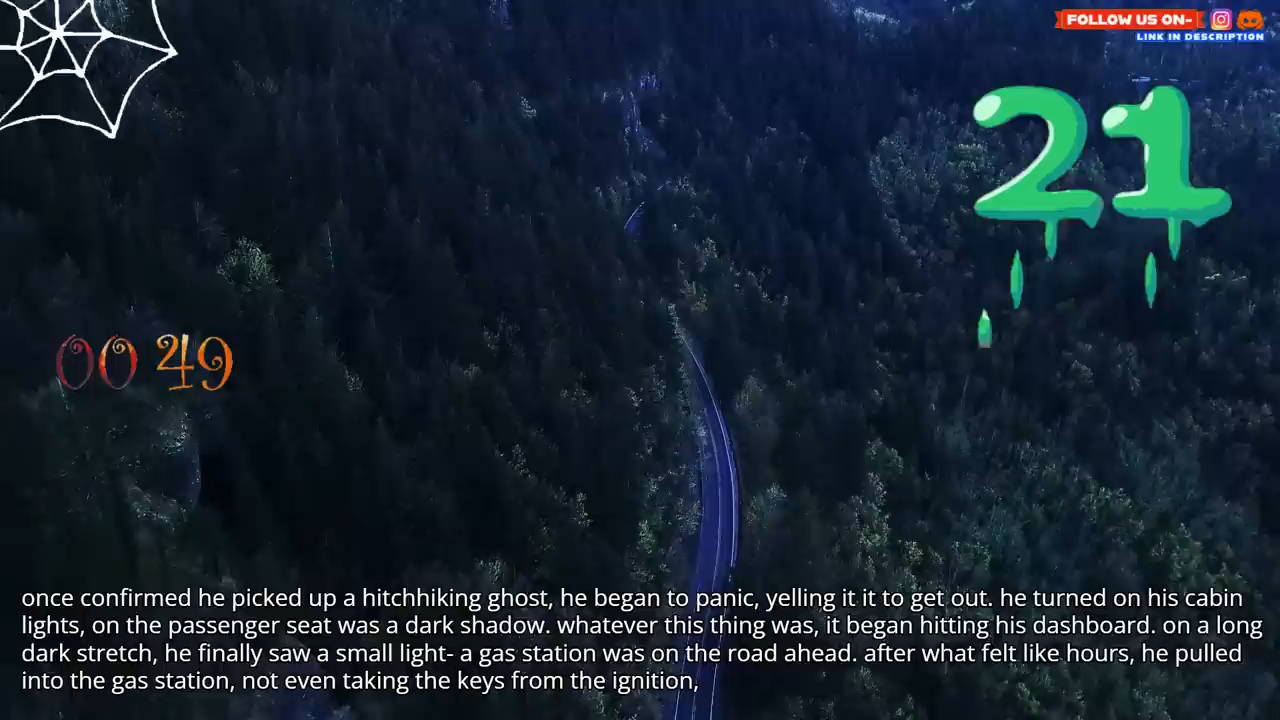 FOLLOW US ON-
LINK IN DESCRIPTION
21
00 49
once confirmed he picked up a hitchhiking ghost, he began to panic, yelling it it to get out. he turned on his cabin
lights, on the passenger seat was a dark shadow. whatever this thing was, it began hitting his dashboard. on a long
dark stretch, he finally saw a small light- a gas station was on the road ahead. after what felt like hours, he pulled
into the gas station, not even taking the keys from the ignition,